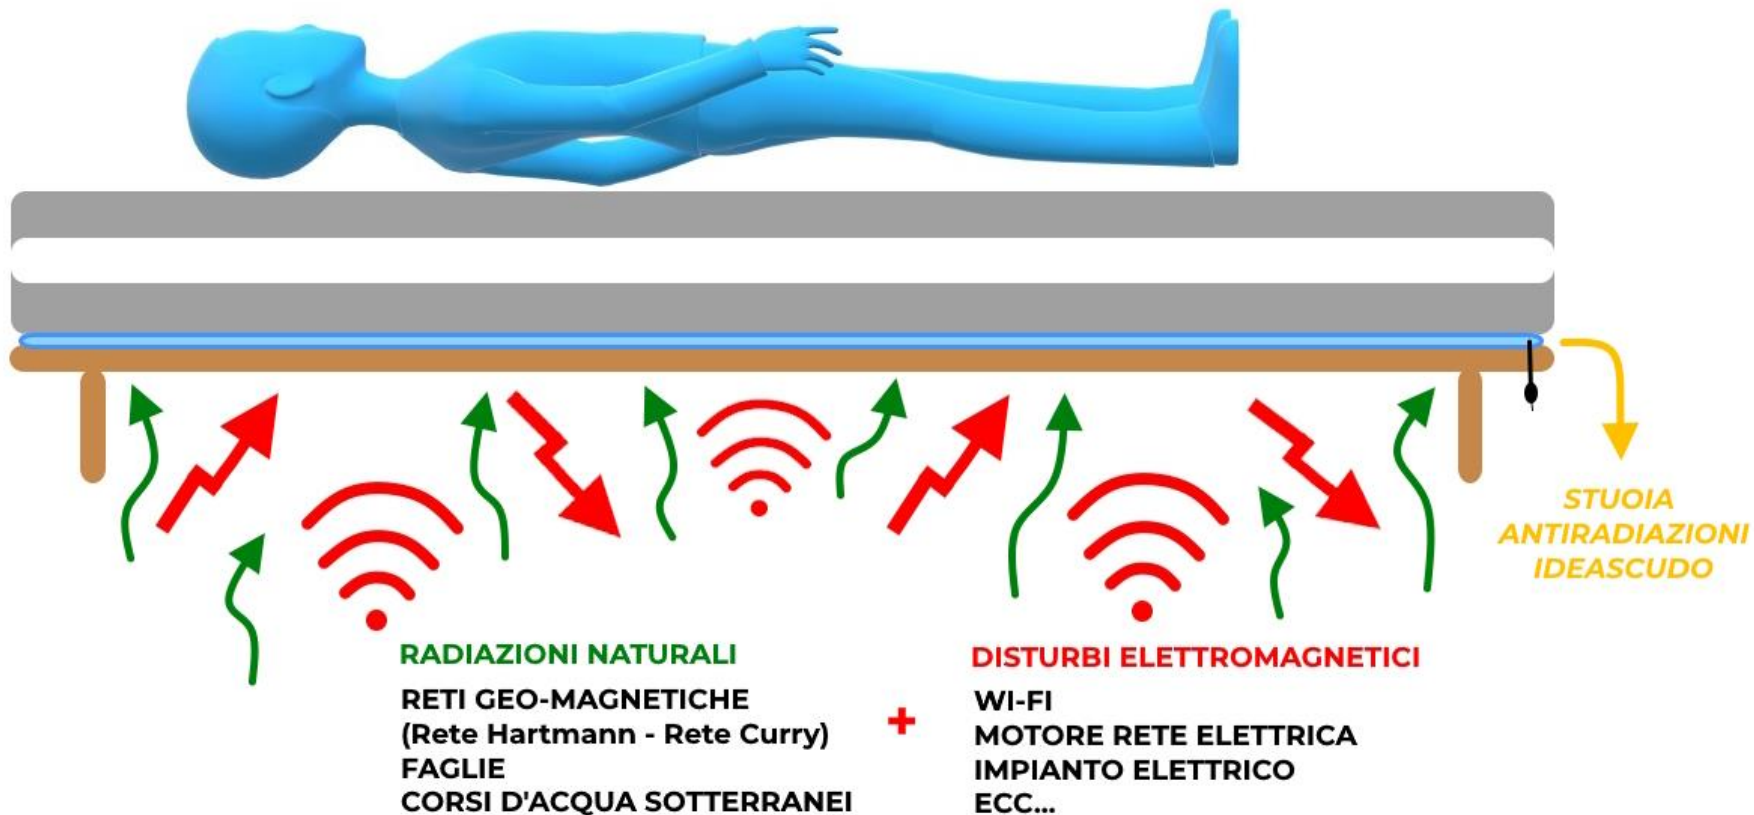 STUOIA
ANTIRADIAZIONI
IDEASCUDO
RADIAZIONI NATURALI
RETI GEO-MAGNETICHE
(Rete Hartmann - Rete Curry)
FAGLIE
CORSI D'ACQUA SOTTERRANEI
+
DISTURBI ELETTROMAGNETICI
WI-FI
MOTORE RETE ELETTRICA
IMPIANTO ELETTRICO
ECC...